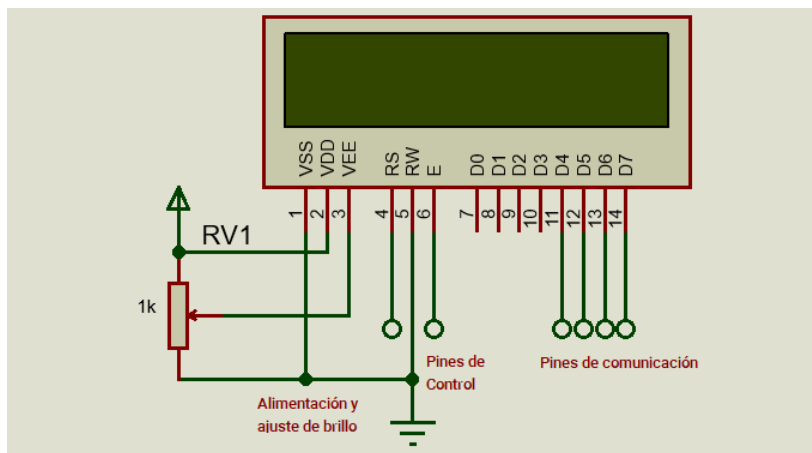 VSS
VDD
VEE
RS
RW
E
D0
D1
D2
D3
D4
D5
D6
D7
1
2
3
4
5
6
7
8
9
10
11
12
13
14
RV1
1k
Pines de
Control
Pines de comunicación
Alimentación y
ajuste de brillo